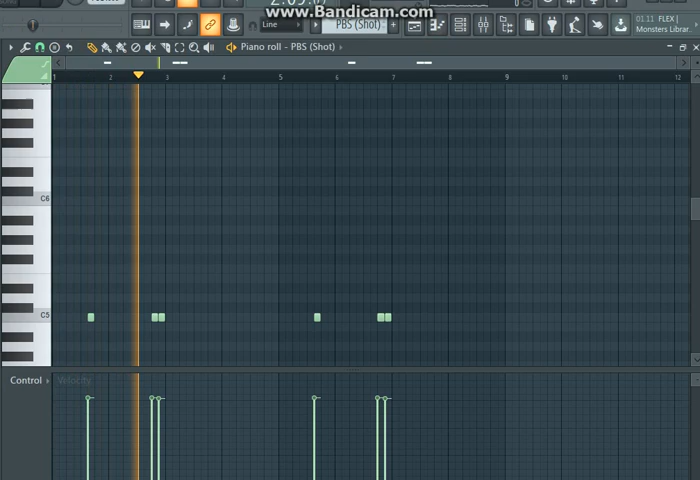 www.Bandicam.com
Line
PBS (Shot)
01.11 FLEX |
Monsters Librar..
Piano roll - PBS (Shot)
1 2 3 4 5 6 7 8 9 10 11 12
C6
C5
Control
Velocity